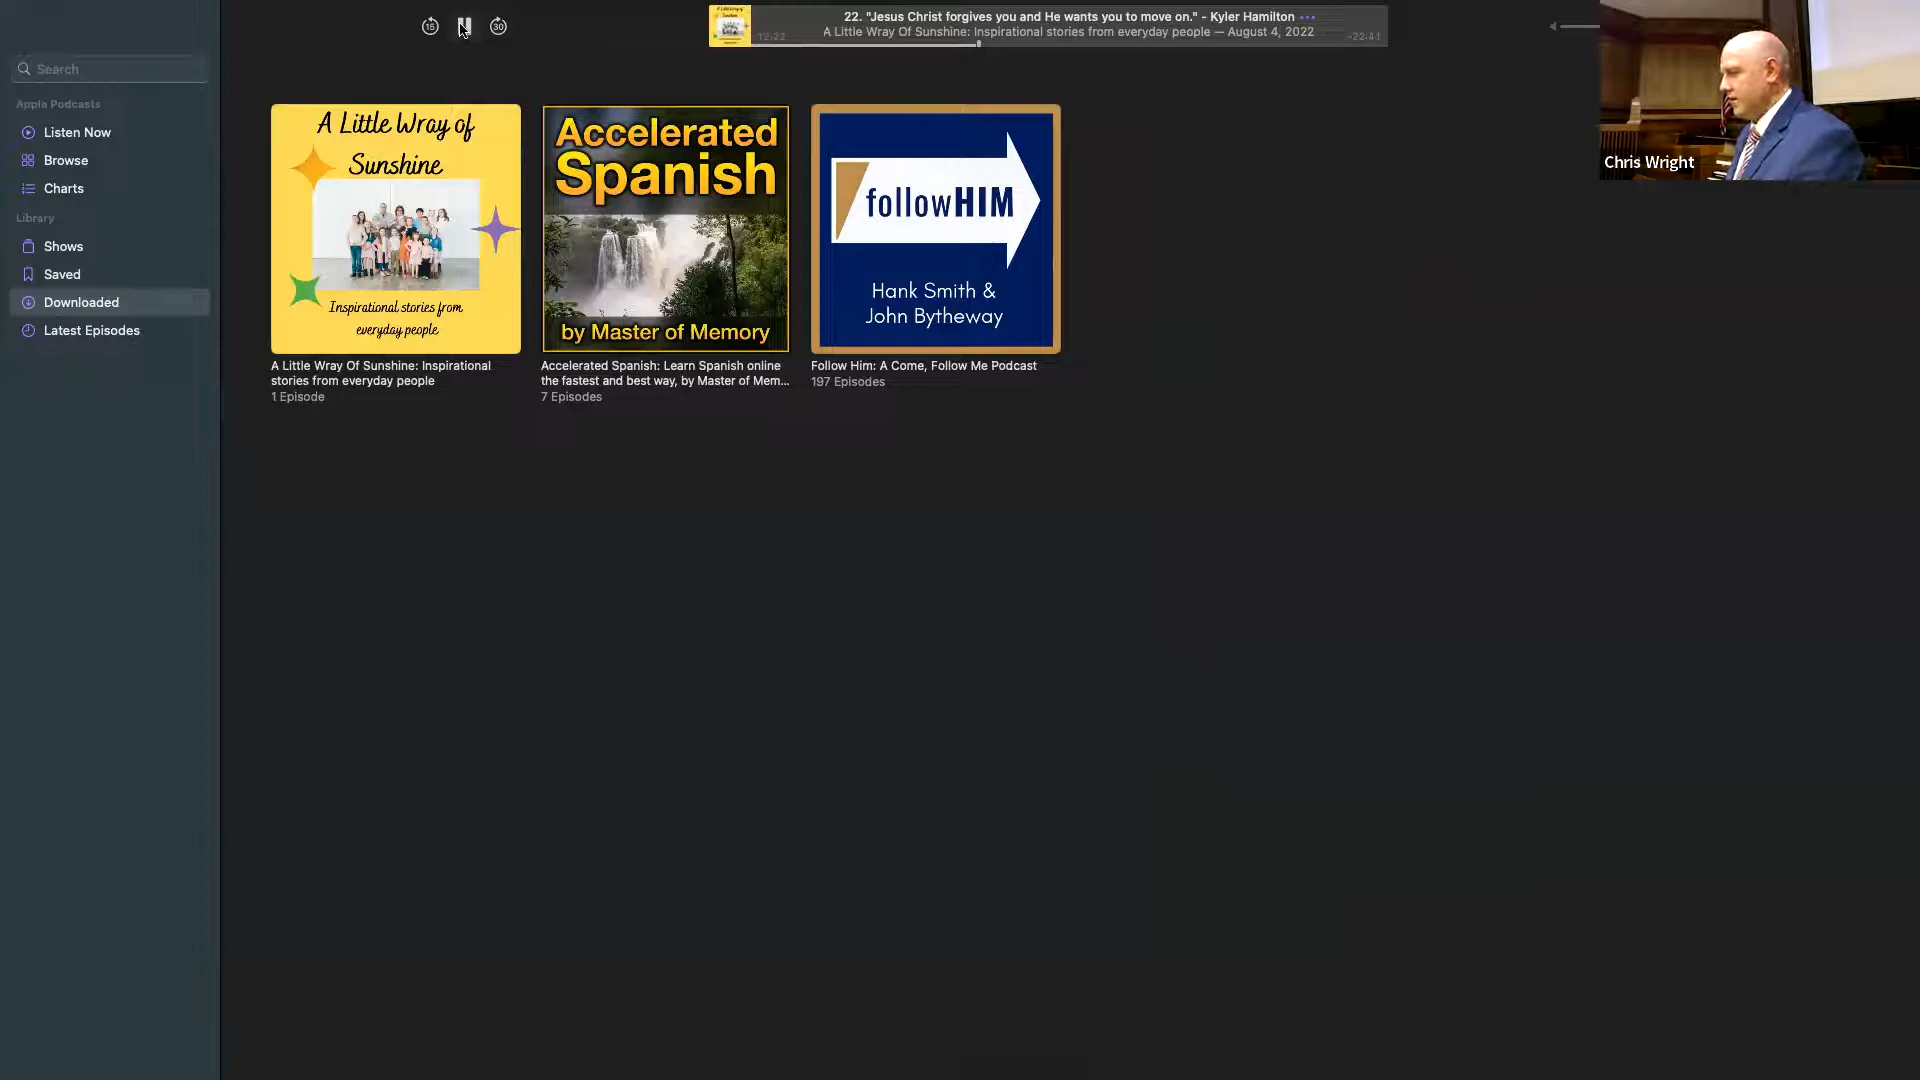 15
30
22. "Jesus Christ forgives you and He wants you to move on." - Kyler Hamilton
A Little Wray Of Sunshine: Inspirational stories from everyday people — August 4, 2022
12:22
-22:41
Search
Apple Podcasts
Listen Now
Browse
Charts
Library
Shows
Saved
Downloaded
Latest Episodes
A Little Wray of
Sunshine
Inspirational stories from
everyday people
A Little Wray Of Sunshine: Inspirational
stories from everyday people
1 Episode
Accelerated
Spanish
by Master of Memory
Accelerated Spanish: Learn Spanish online
the fastest and best way, by Master of Mem...
7 Episodes
followHIM
Hank Smith &
John Bytheway
Follow Him: A Come, Follow Me Podcast
197 Episodes
Chris Wright